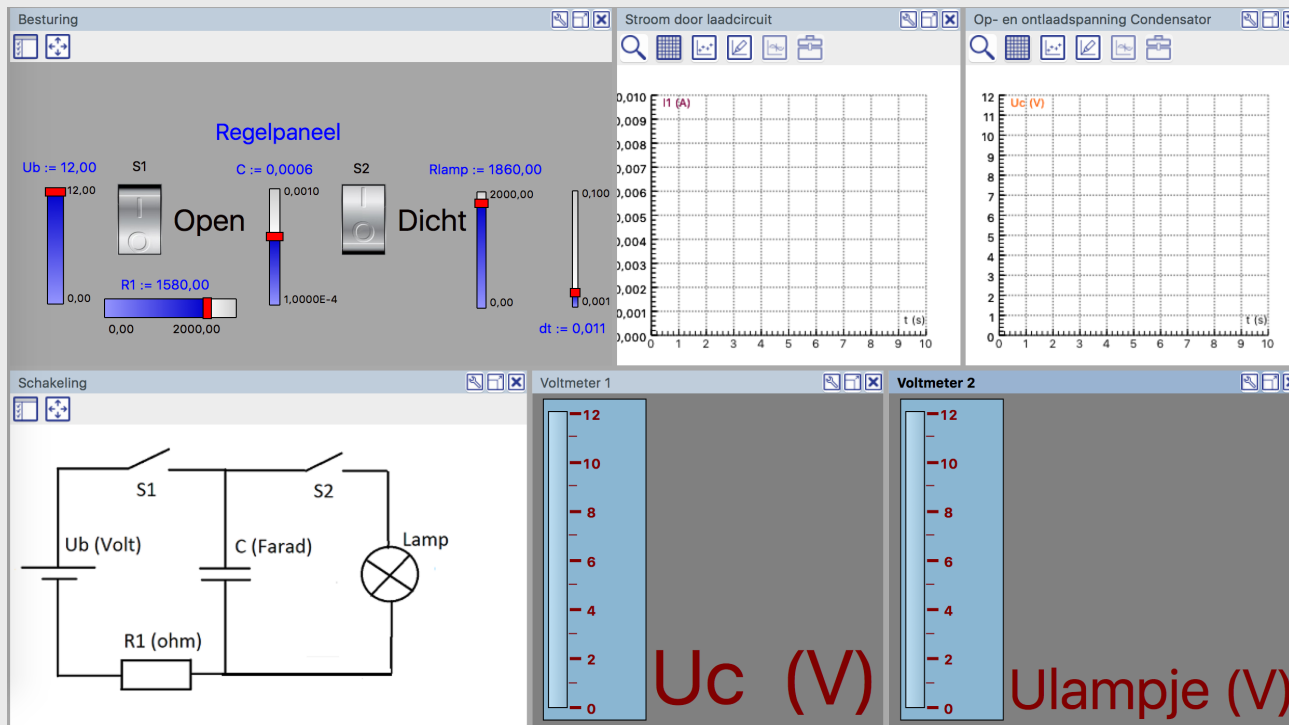 Besturing
Regelpaneel
Ub := 12,00
S1
C := 0,0006
S2
Rlamp := 1860,00
12,00
0,0010
2000,00
0,100
Open
Dicht
R1 := 1580,00
0,00
1,0000E-4
0,00
0,001
0,00
2000,00
dt := 0,011
Stroom door laadcircuit
0,010
I1 (A)
0,009
0,008
0,007
0,006
0,005
0,004
0,003
0,002
0,001
t (s)
0,000
0 1 2 3 4 5 6 7 8 9 10
Op- en ontlaadspanning Condensator
12
Uc (V)
11
10
9
8
7
6
5
4
3
2
1
t (s)
0
0 1 2 3 4 5 6 7 8 9 10
Schakeling
S1
S2
Ub (Volt)
C (Farad)
Lamp
R1 (ohm)
Voltmeter 1
12
10
8
6
4
2
0
Uc (V)
Voltmeter 2
12
10
8
6
4
2
0
Ulampje (V)